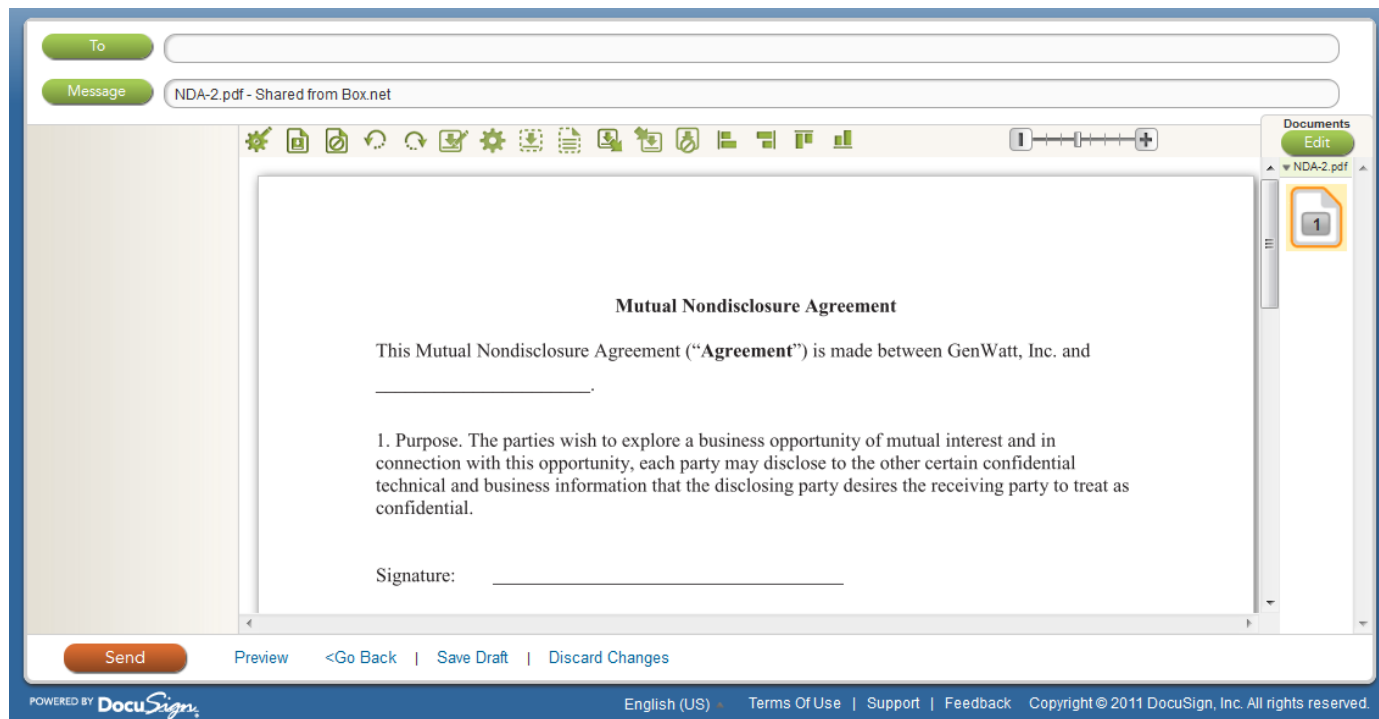 To
Message
NDA-2.pdf - Shared from Box.net
Documents
Edit
NDA-2.pdf
1
Mutual Nondisclosure Agreement
This Mutual Nondisclosure Agreement (“Agreement”) is made between GenWatt, Inc. and
______________________.
1. Purpose. The parties wish to explore a business opportunity of mutual interest and in
connection with this opportunity, each party may disclose to the other certain confidential
technical and business information that the disclosing party desires the receiving party to treat as
confidential.
Signature: ____________________________________
Send Preview <Go Back | Save Draft | Discard Changes
POWERED BY DocuSign. English (US) Terms Of Use | Support | Feedback Copyright © 2011 DocuSign, Inc. All rights reserved.